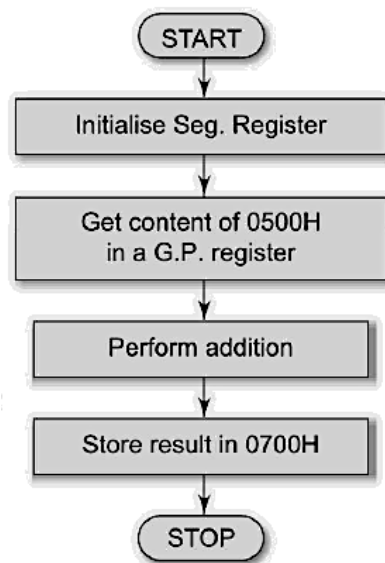 START
Initialise Seg. Register
Get content of 0500H
in a G.P. register
Perform addition
Store result in 0700H
STOP